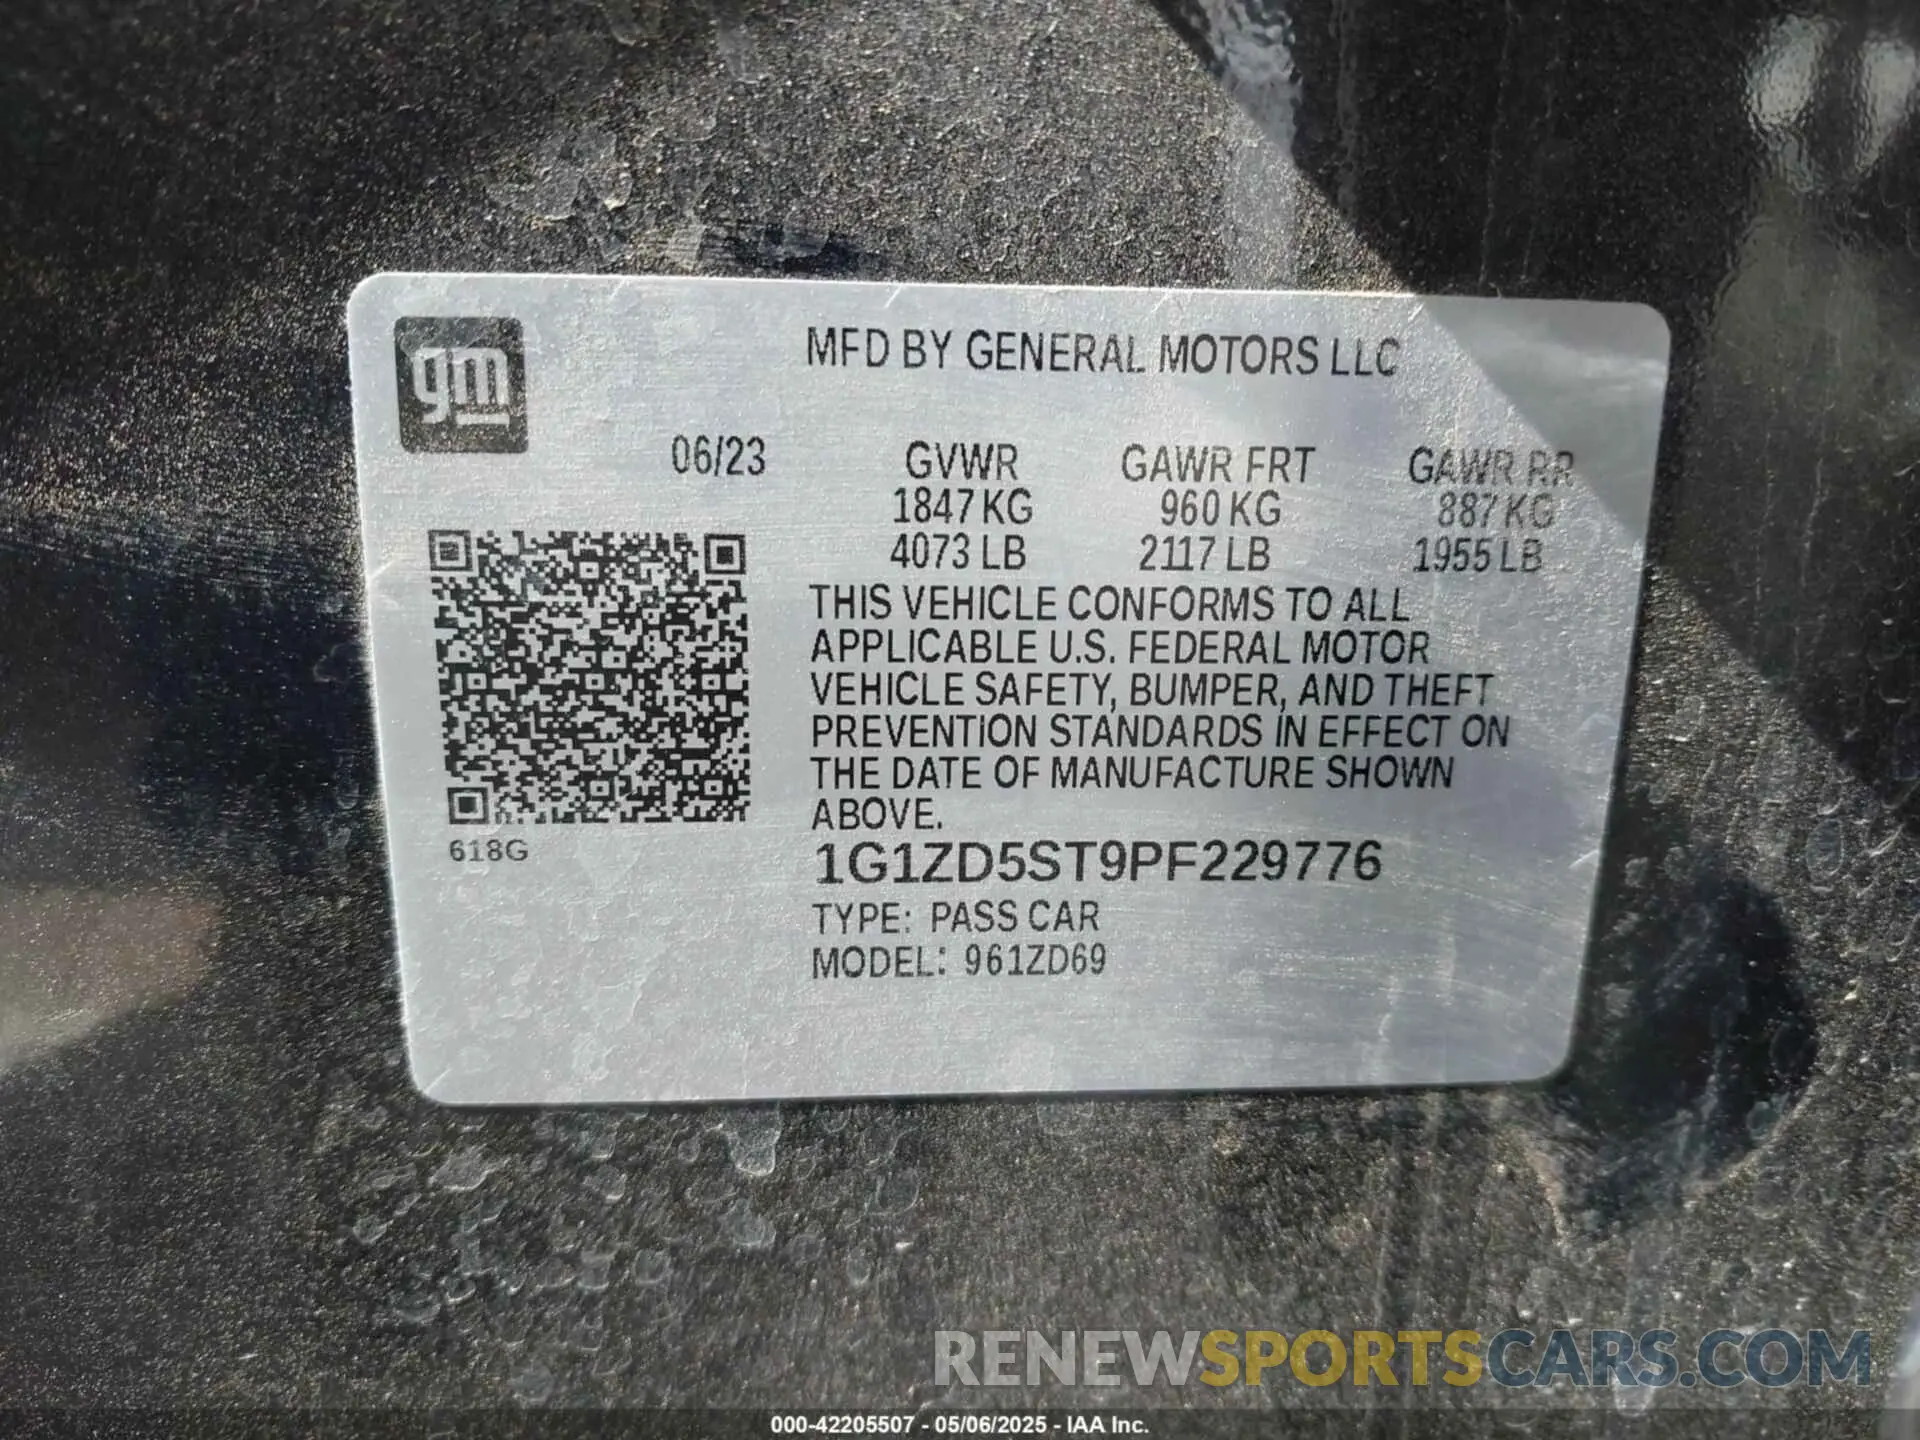 gm
MFD BY GENERAL MOTORS LLC
06/23 GVWR GAWR FRT GAWR RR
1847 KG 960 KG 887 KG
4073 LB 2117 LB 1955 LB
THIS VEHICLE CONFORMS TO ALL
APPLICABLE U.S. FEDERAL MOTOR
VEHICLE SAFETY, BUMPER, AND THEFT
PREVENTION STANDARDS IN EFFECT ON
THE DATE OF MANUFACTURE SHOWN
ABOVE.
618G
1G1ZD5ST9PF229776
TYPE: PASS CAR
MODEL: 961ZD69
RENEWSPORTSCARS.COM
000-42205507 - 05/06/2025 - IAA Inc.